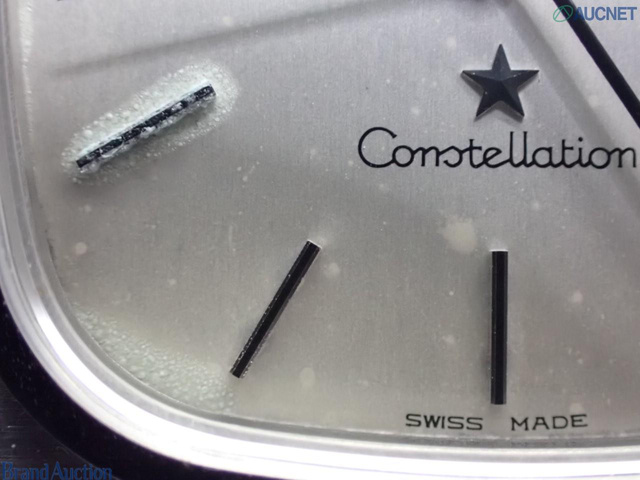 AUCNET
Constellation
SWISS MADE
Brand Auction